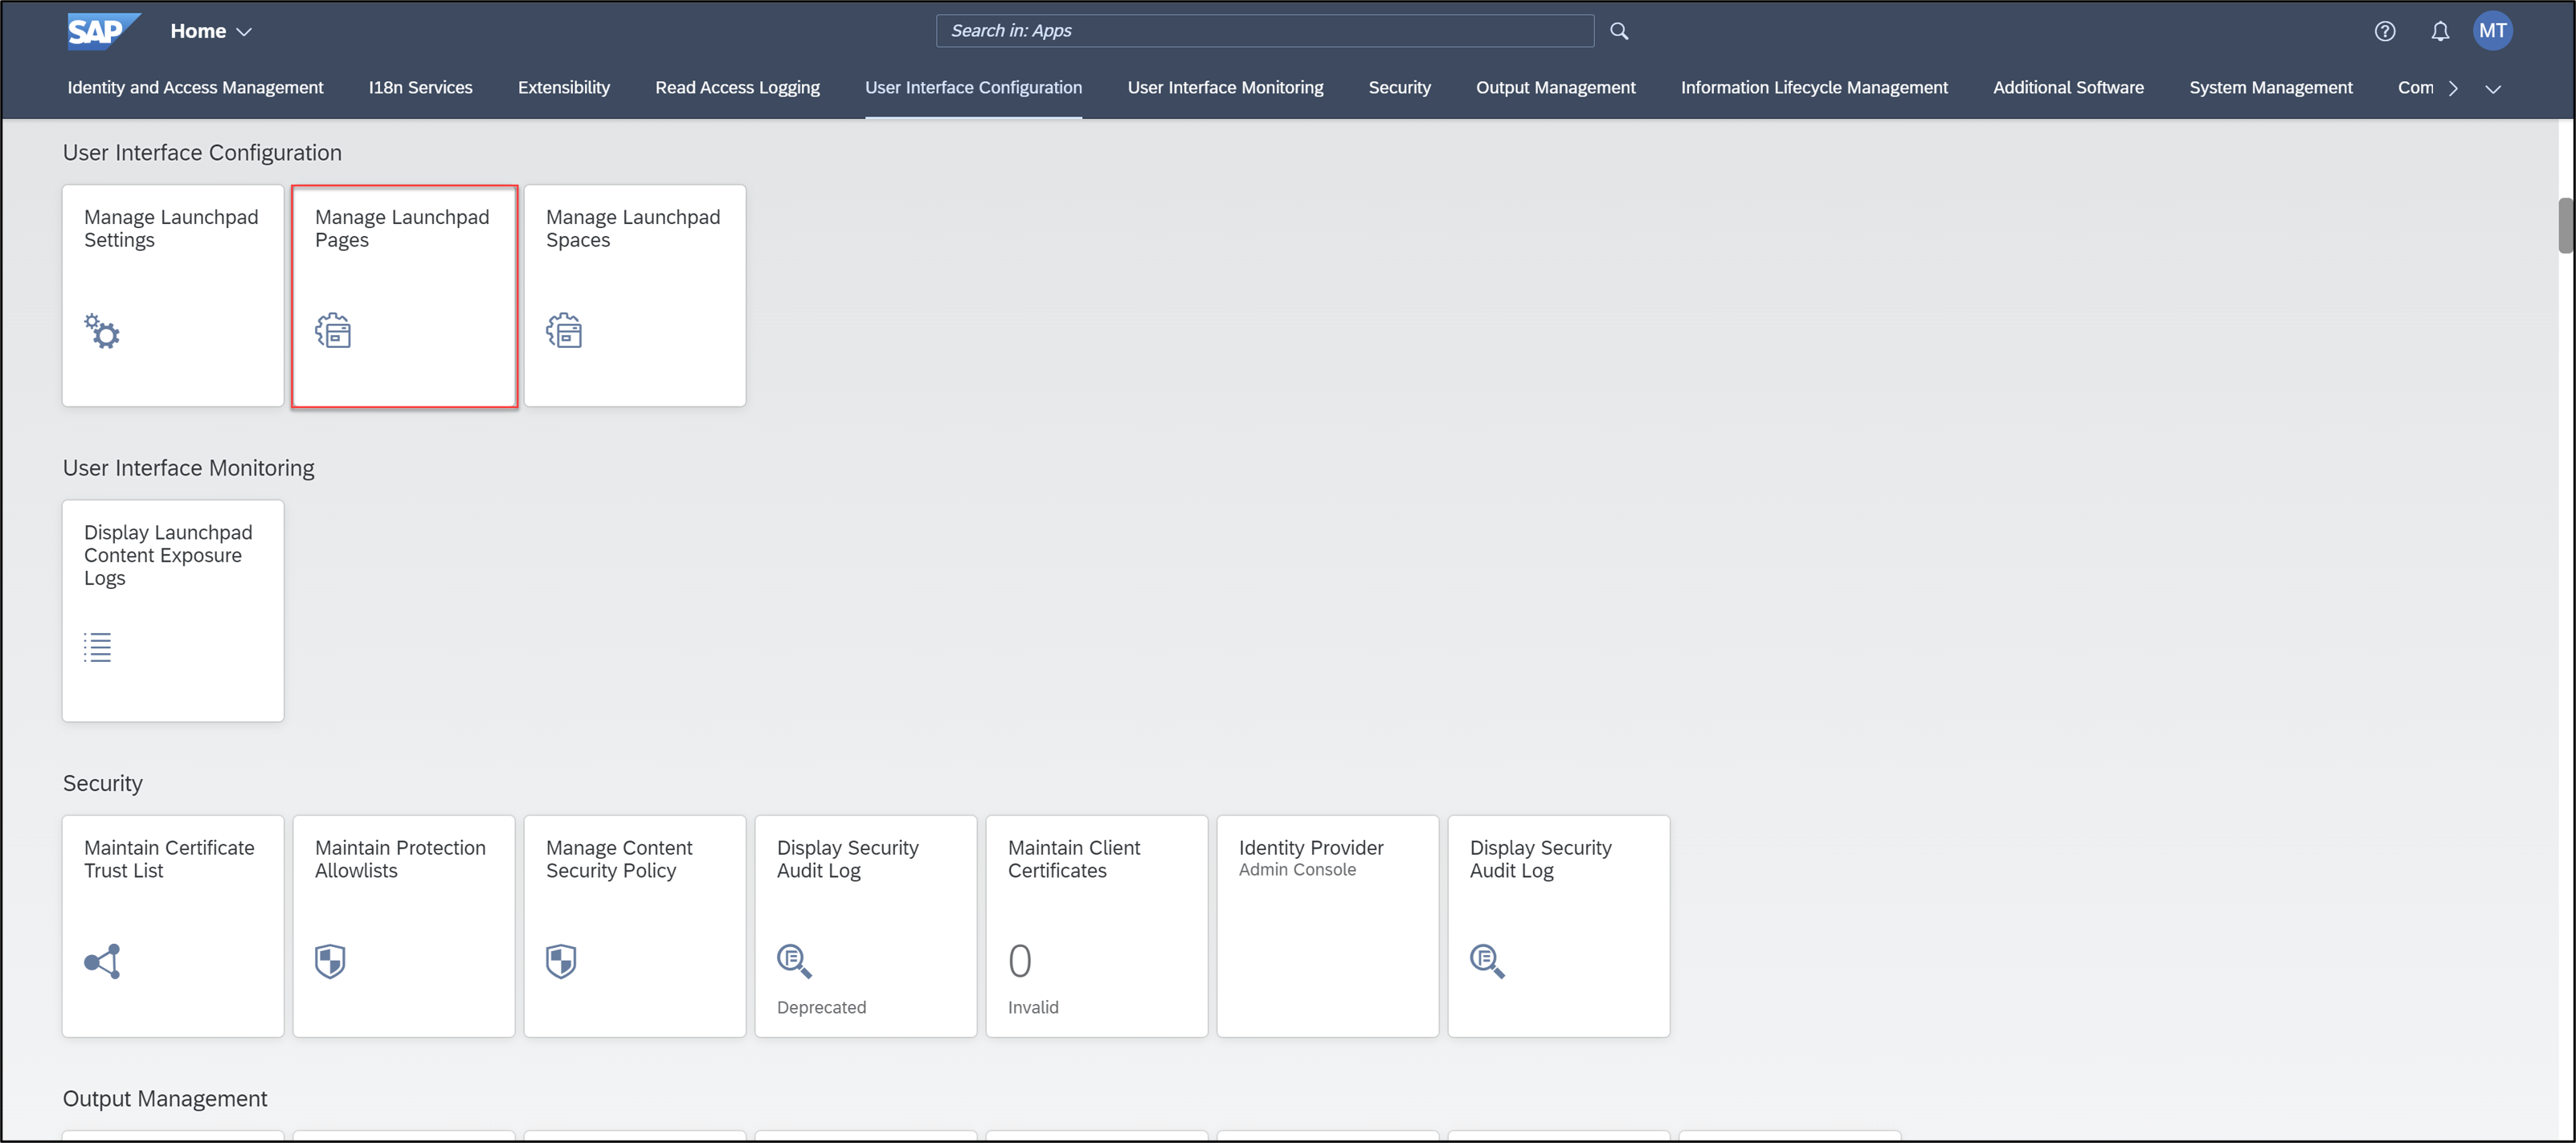 SAP Home
Search in: Apps
MT
Identity and Access Management I18n Services Extensibility Read Access Logging User Interface Configuration User Interface Monitoring Security Output Management Information Lifecycle Management Additional Software System Management Com
User Interface Configuration
Manage Launchpad
Settings
Manage Launchpad
Pages
Manage Launchpad
Spaces
User Interface Monitoring
Display Launchpad
Content Exposure
Logs
Security
Maintain Certificate
Trust List
Maintain Protection
Allowlists
Manage Content
Security Policy
Display Security
Audit Log
Deprecated
Maintain Client
Certificates
0
Invalid
Identity Provider
Admin Console
Display Security
Audit Log
Output Management